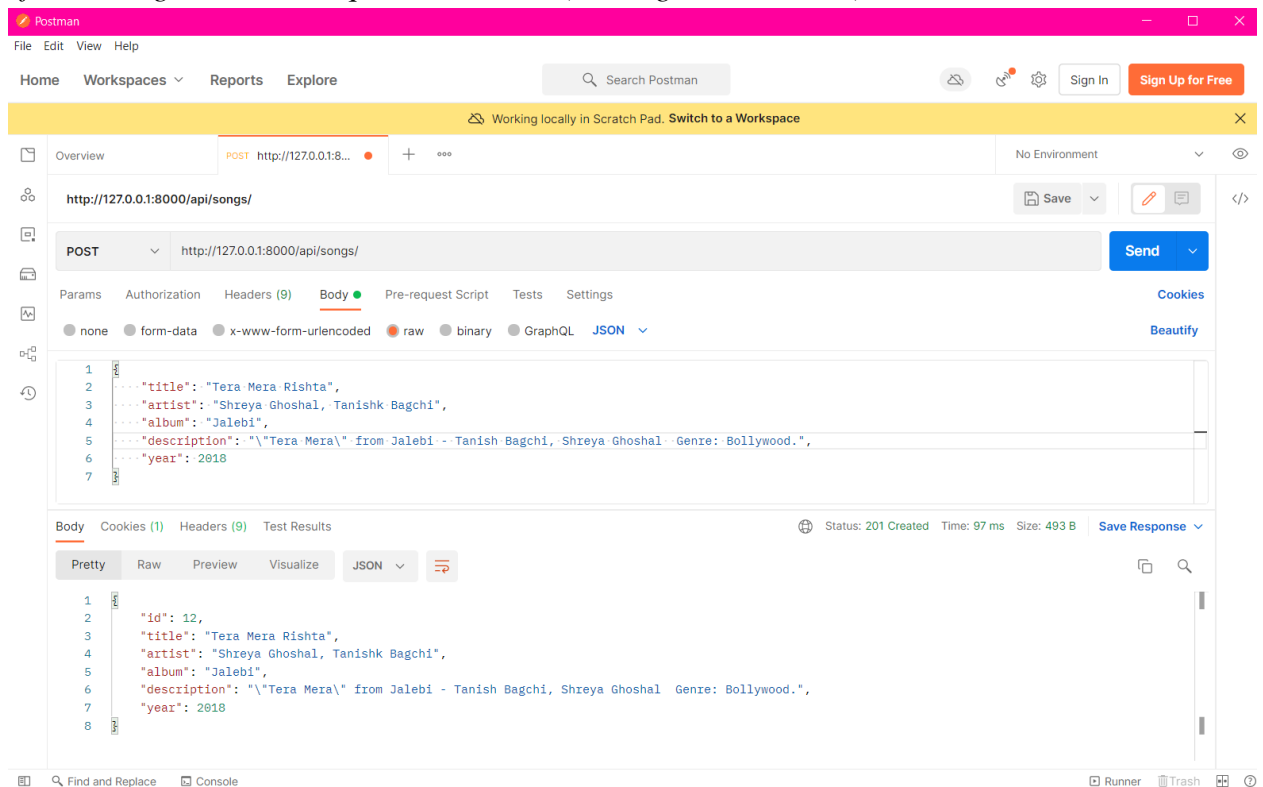 Postman
File Edit View Help
Home Workspaces Reports Explore Search Postman Sign In Sign Up for Free
Working locally in Scratch Pad. Switch to a Workspace
Overview POST http://127.0.0.1:8... No Environment
http://127.0.0.1:8000/api/songs/ Save
POST http://127.0.0.1:8000/api/songs/ Send
Params Authorization Headers (9) Body Pre-request Script Tests Settings Cookies
none form-data x-www-form-urlencoded raw binary GraphQL JSON Beautify
1 {
2 "title": "Tera Mera Rishta",
3 "artist": "Shreya Ghoshal, Tanishk Bagchi",
4 "album": "Jalebi",
5 "description": "\"Tera Mera\" from Jalebi - Tanish Bagchi, Shreya Ghoshal  Genre: Bollywood.",
6 "year": 2018
7 }
Body Cookies (1) Headers (9) Test Results Status: 201 Created Time: 97 ms Size: 493 B Save Response
Pretty Raw Preview Visualize JSON
1 {
2 "id": 12,
3 "title": "Tera Mera Rishta",
4 "artist": "Shreya Ghoshal, Tanishk Bagchi",
5 "album": "Jalebi",
6 "description": "\"Tera Mera\" from Jalebi - Tanish Bagchi, Shreya Ghoshal  Genre: Bollywood.",
7 "year": 2018
8 }
Find and Replace Console Runner Trash